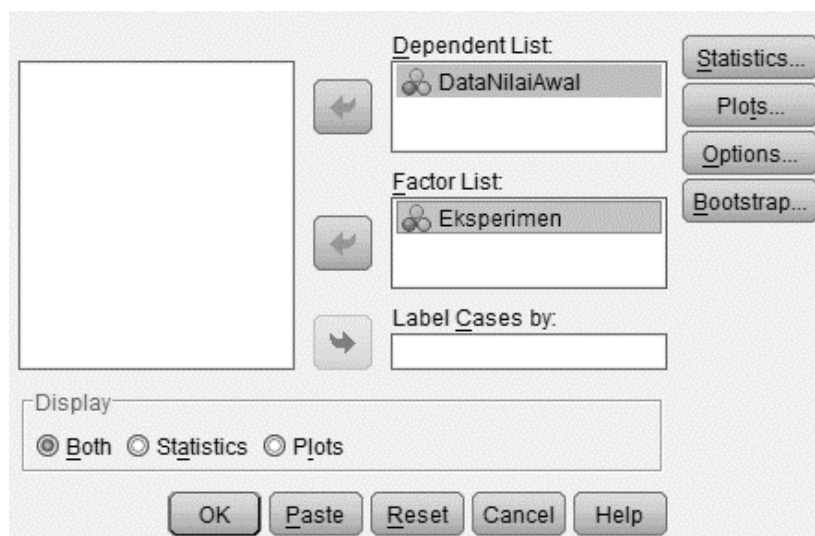 Dependent List:
DataNilaiAwal
Statistics...
Plots...
Options...
Bootstrap...
Factor List:
Eksperimen
Label Cases by:
Display
Both Statistics Plots
OK Paste Reset Cancel Help